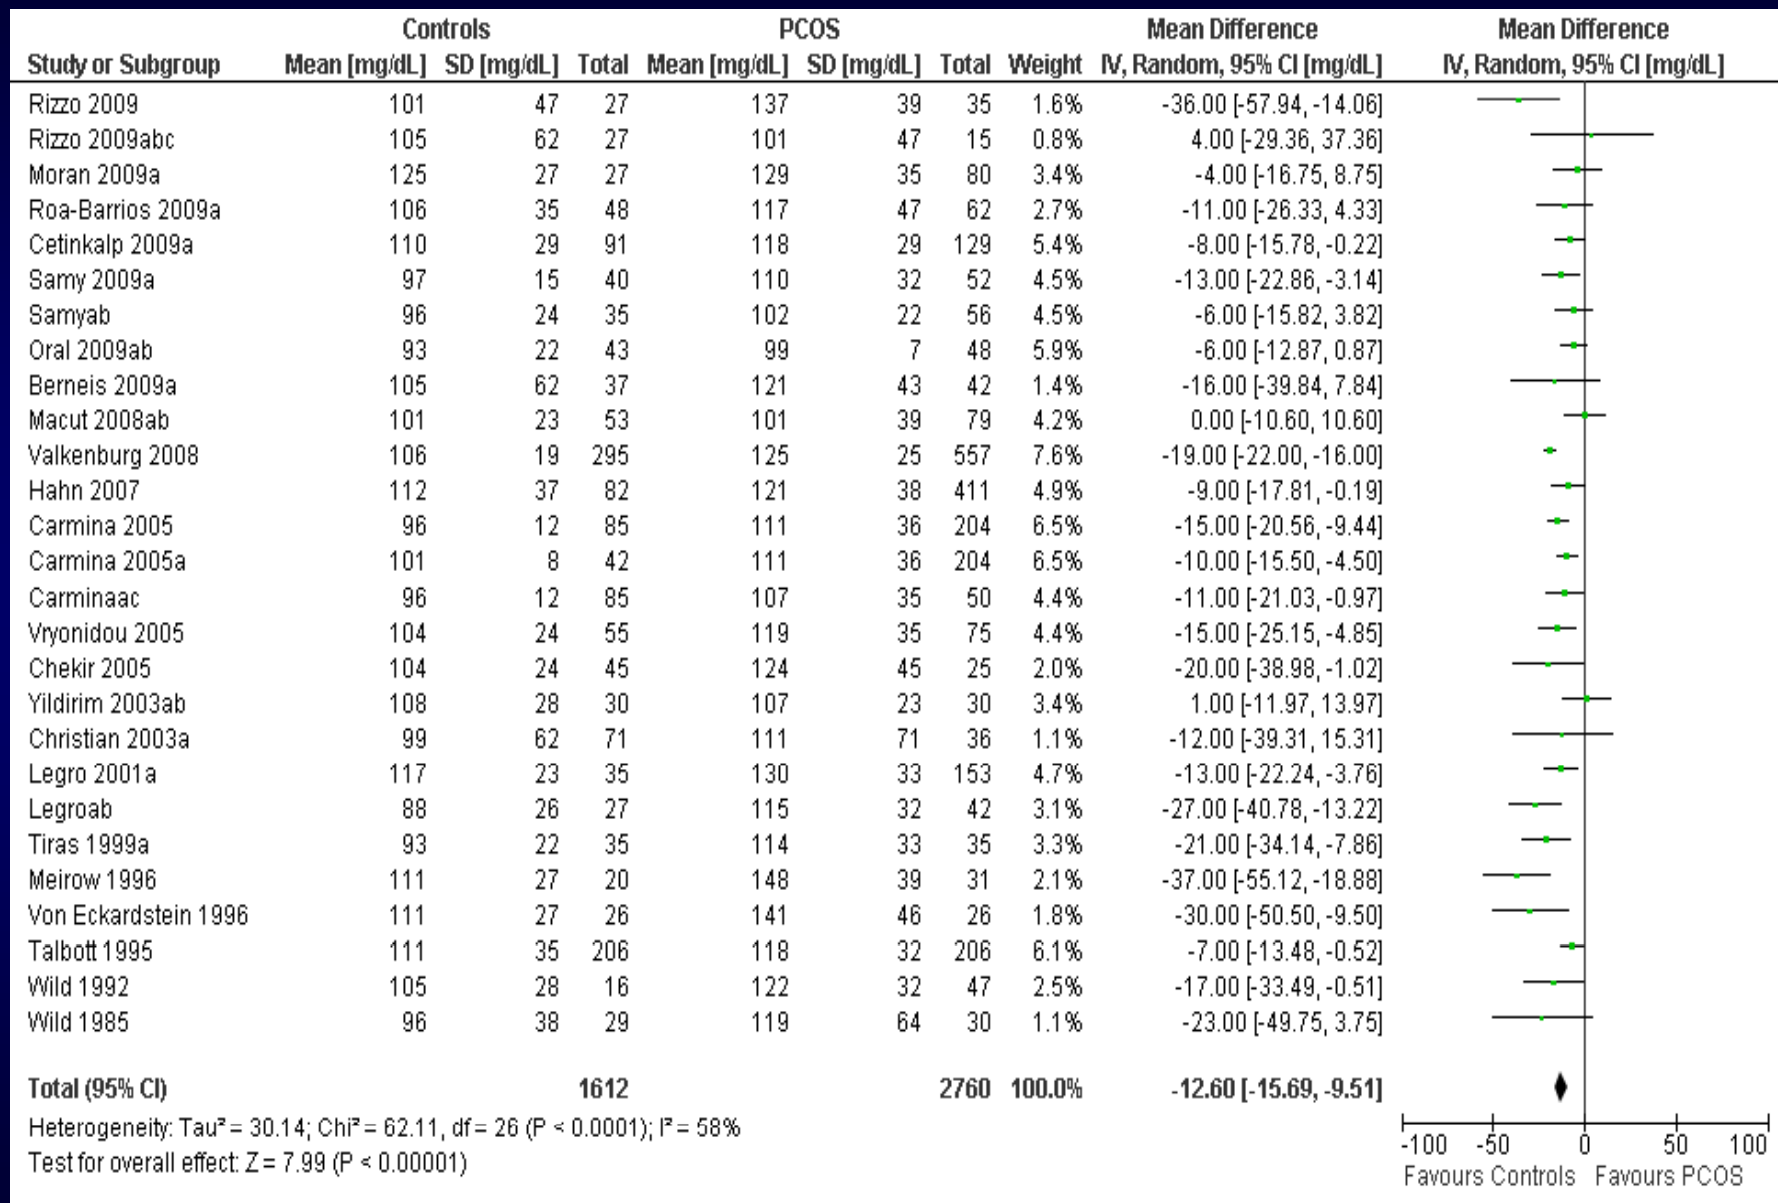 Controls PCOS Mean Difference Mean Difference
Study or Subgroup Mean [mg/dL] SD [mg/dL] Total Mean [mg/dL] SD [mg/dL] Total Weight IV, Random, 95% CI [mg/dL] IV, Random, 95% CI [mg/dL]
Rizzo 2009 101 47 27 137 39 35 1.6% -36.00 [-57.94, -14.06]
Rizzo 2009abc 105 62 27 101 47 15 0.8% 4.00 [-29.36, 37.36]
Moran 2009a 125 27 27 129 35 80 3.4% -4.00 [-16.75, 8.75]
Roa-Barrios 2009a 106 35 48 117 47 62 2.7% -11.00 [-26.33, 4.33]
Cetinkalp 2009a 110 29 91 118 29 129 5.4% -8.00 [-15.78, -0.22]
Samy 2009a 97 15 40 110 32 52 4.5% -13.00 [-22.86, -3.14]
Samyab 96 24 35 102 22 56 4.5% -6.00 [-15.82, 3.82]
Oral 2009ab 93 22 43 99 7 48 5.9% -6.00 [-12.87, 0.87]
Berneis 2009a 105 62 37 121 43 42 1.4% -16.00 [-39.84, 7.84]
Macut 2008ab 101 23 53 101 39 79 4.2% 0.00 [-10.60, 10.60]
Valkenburg 2008 106 19 295 125 25 557 7.6% -19.00 [-22.00, -16.00]
Hahn 2007 112 37 82 121 38 411 4.9% -9.00 [-17.81, -0.19]
Carmina 2005 96 12 85 111 36 204 6.5% -15.00 [-20.56, -9.44]
Carmina 2005a 101 8 42 111 36 204 6.5% -10.00 [-15.50, -4.50]
Carminaac 96 12 85 107 35 50 4.4% -11.00 [-21.03, -0.97]
Vryonidou 2005 104 24 55 119 35 75 4.4% -15.00 [-25.15, -4.85]
Chekir 2005 104 24 45 124 45 25 2.0% -20.00 [-38.98, -1.02]
Yildirim 2003ab 108 28 30 107 23 30 3.4% 1.00 [-11.97, 13.97]
Christian 2003a 99 62 71 111 71 36 1.1% -12.00 [-39.31, 15.31]
Legro 2001a 117 23 35 130 33 153 4.7% -13.00 [-22.24, -3.76]
Legroab 88 26 27 115 32 42 3.1% -27.00 [-40.78, -13.22]
Tiras 1999a 93 22 35 114 33 35 3.3% -21.00 [-34.14, -7.86]
Meirow 1996 111 27 20 148 39 31 2.1% -37.00 [-55.12, -18.88]
Von Eckardstein 1996 111 27 26 141 46 26 1.8% -30.00 [-50.50, -9.50]
Talbott 1995 111 35 206 118 32 206 6.1% -7.00 [-13.48, -0.52]
Wild 1992 105 28 16 122 32 47 2.5% -17.00 [-33.49, -0.51]
Wild 1985 96 38 29 119 64 30 1.1% -23.00 [-49.75, 3.75]
Total (95% CI) 1612 2760 100.0% -12.60 [-15.69, -9.51]
Heterogeneity: Tau² = 30.14; Chi² = 62.11, df = 26 (P < 0.0001); I² = 58%
Test for overall effect: Z = 7.99 (P < 0.00001)
-100 -50 0 50 100
Favours Controls Favours PCOS